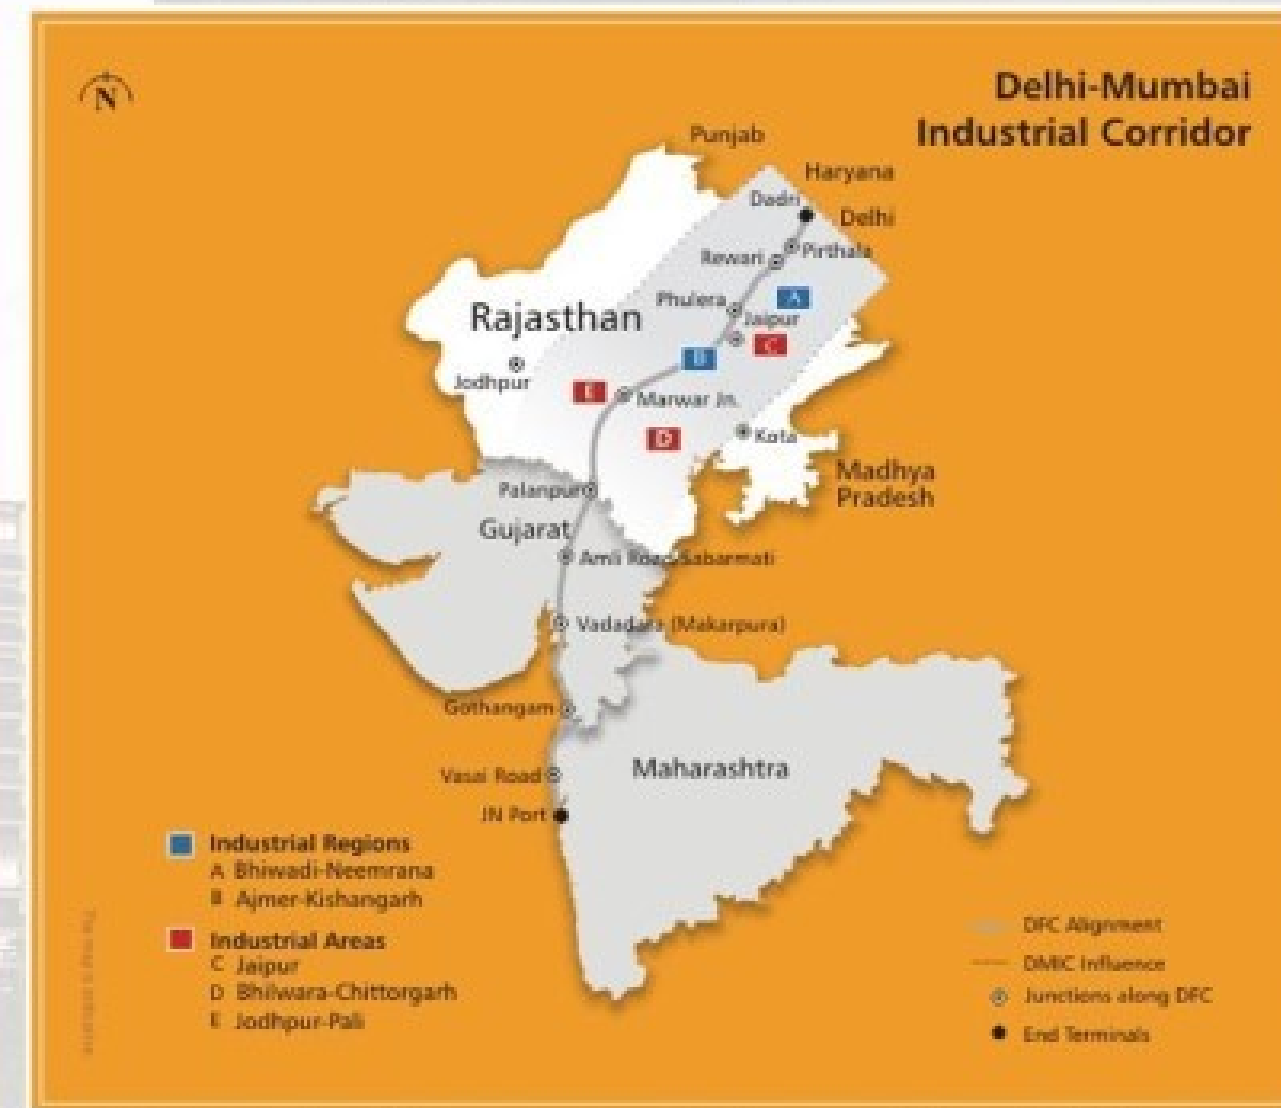 N
Delhi-Mumbai
Industrial Corridor
Punjab
Haryana
Dadri
Delhi
Rewari
Pirthala
Phulera
A
Jaipur
Rajasthan
C
B
Jodhpur
E
Marwar Jn.
D
Kota
Madhya
Pradesh
Palanpur
Gujarat
Amli Road/Sabarmati
Vadadara (Makarpura)
Gothangam
Vasai Road
Maharashtra
JN Port
Industrial Regions
A Bhiwadi-Neemrana
B Ajmer-Kishangarh
Industrial Areas
C Jaipur
D Bhilwara-Chittorgarh
E Jodhpur-Pali
DFC Alignment
DMIC Influence
Junctions along DFC
End Terminals